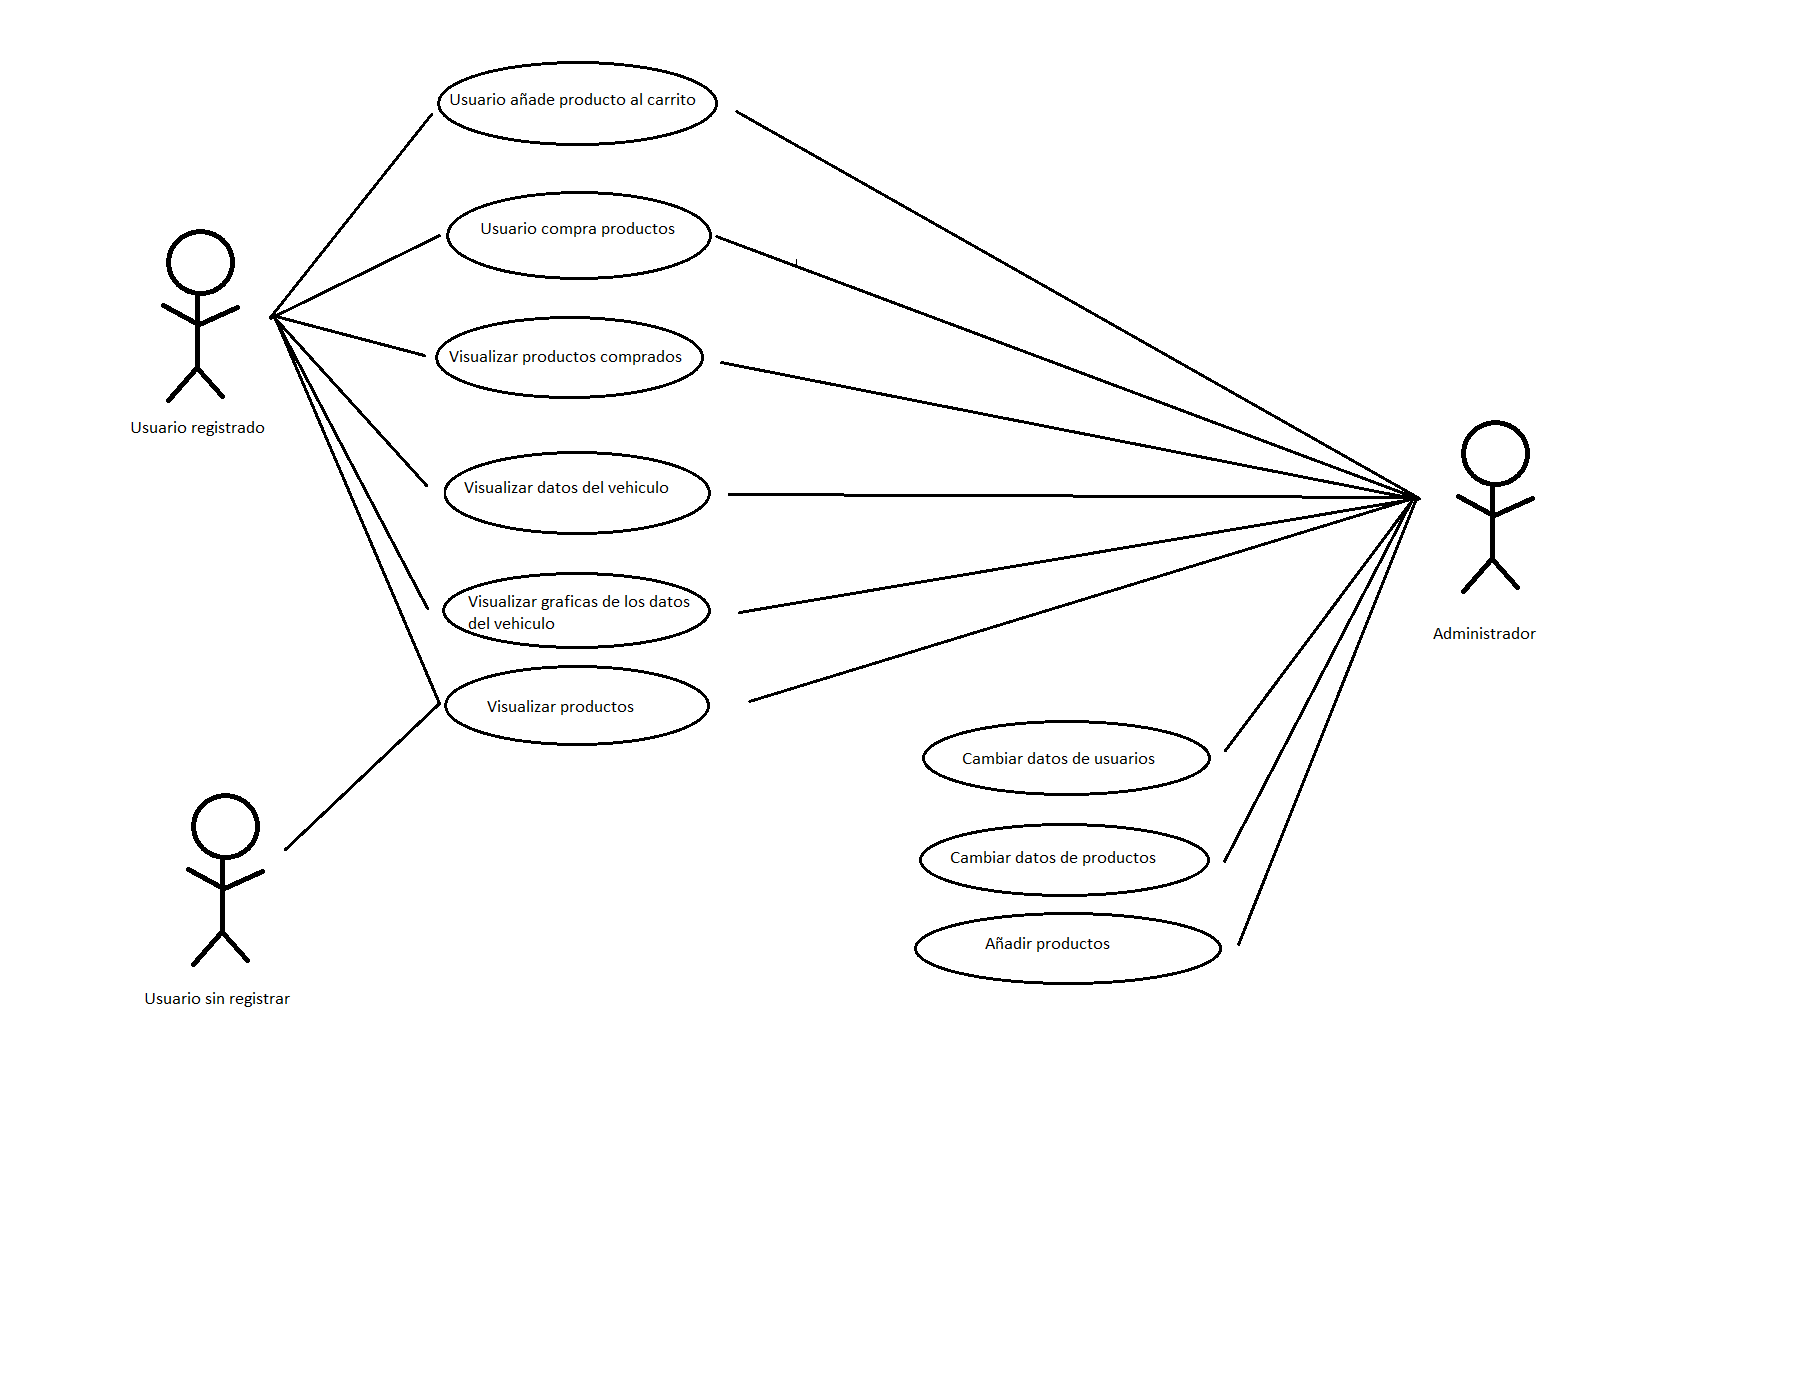 Usuario añade producto al carrito
Usuario compra productos
Visualizar productos comprados
Usuario registrado
Visualizar datos del vehiculo
Visualizar graficas de los datos
del vehiculo
Administrador
Visualizar productos
Cambiar datos de usuarios
Cambiar datos de productos
Añadir productos
Usuario sin registrar